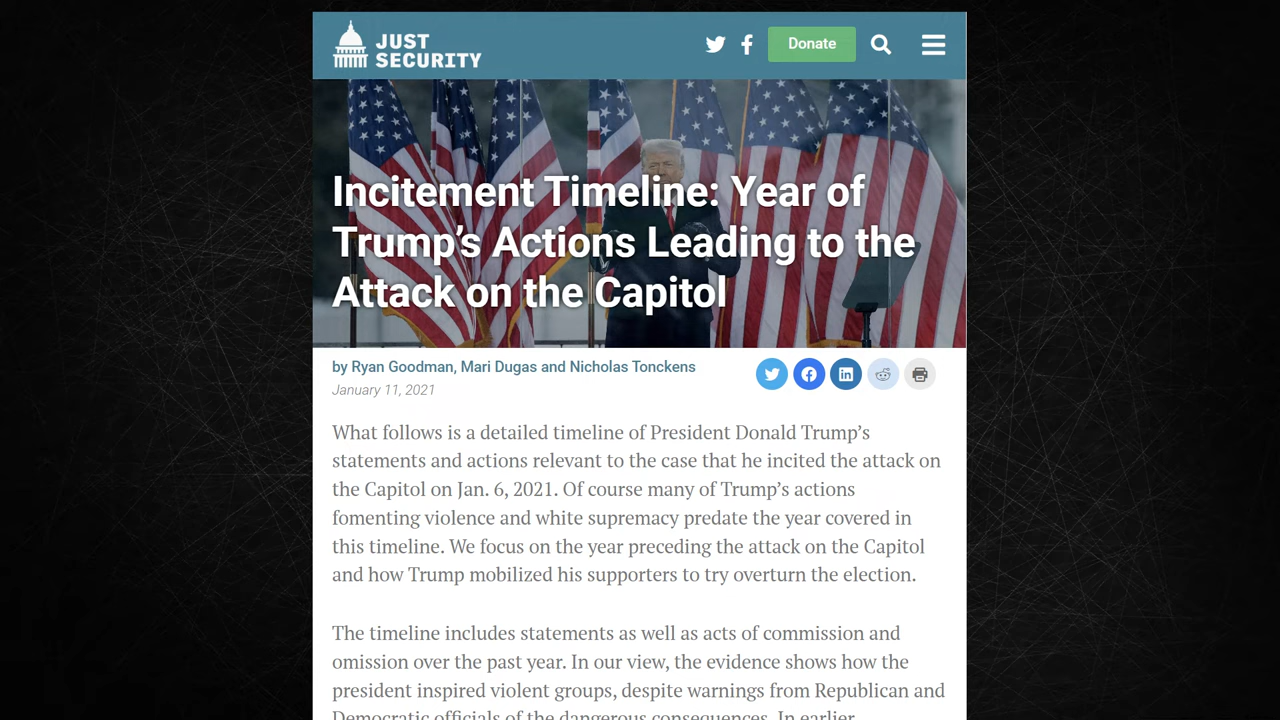 JUST
SECURITY
Donate
Incitement Timeline: Year of
Trump’s Actions Leading to the
Attack on the Capitol
by Ryan Goodman, Mari Dugas and Nicholas Tonckens
January 11, 2021
What follows is a detailed timeline of President Donald Trump’s
statements and actions relevant to the case that he incited the attack on
the Capitol on Jan. 6, 2021. Of course many of Trump’s actions
fomenting violence and white supremacy predate the year covered in
this timeline. We focus on the year preceding the attack on the Capitol
and how Trump mobilized his supporters to try overturn the election.
The timeline includes statements as well as acts of commission and
omission over the past year. In our view, the evidence shows how the
president inspired violent groups, despite warnings from Republican and
Democratic officials of the dangerous consequences. In earlier